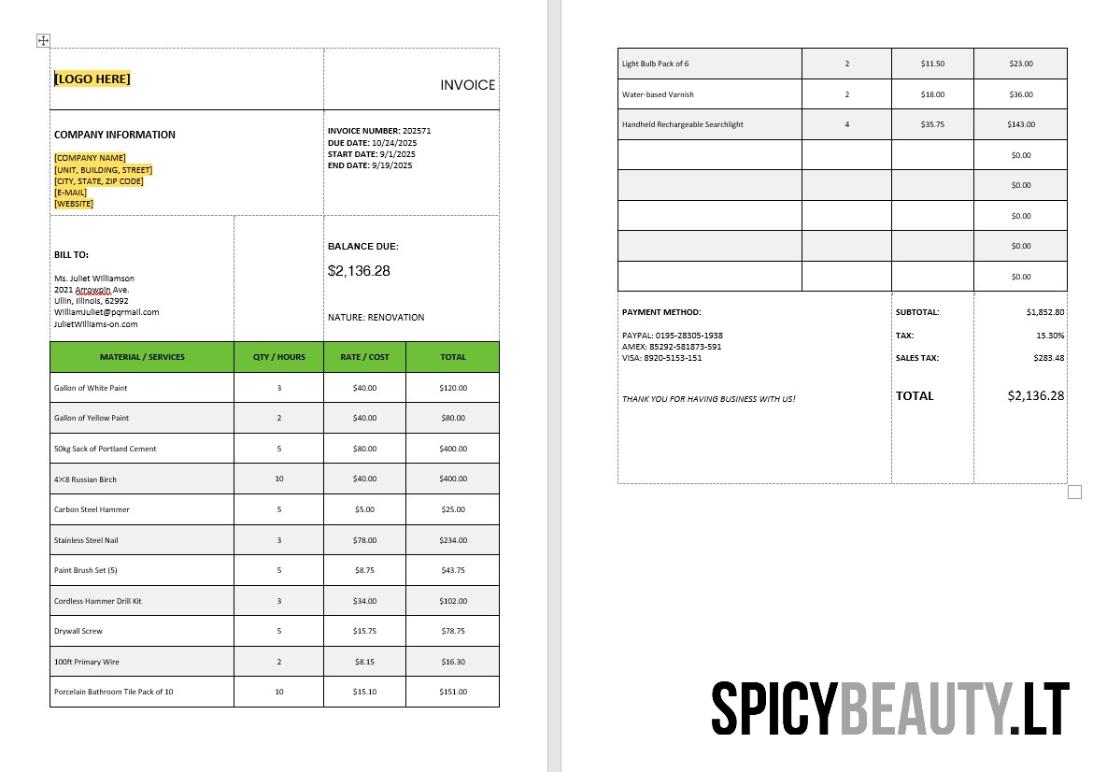 [LOGO HERE]
INVOICE
COMPANY INFORMATION
[COMPANY NAME]
[UNIT, BUILDING, STREET]
[CITY, STATE, ZIP CODE]
[E-MAIL]
[WEBSITE]
INVOICE NUMBER: 202571
DUE DATE: 10/24/2025
START DATE: 9/1/2025
END DATE: 9/19/2025
BILL TO:
Ms. Juliet Williamson
2021 Arrowpin Ave.
Ullin, Illinois, 62992
WilliamJuliet@pqrmail.com
JulietWilliams-on.com
BALANCE DUE:
$2,136.28
NATURE: RENOVATION
MATERIAL / SERVICES QTY / HOURS RATE / COST TOTAL
Gallon of White Paint 3 $40.00 $120.00
Gallon of Yellow Paint 2 $40.00 $80.00
50kg Sack of Portland Cement 5 $80.00 $400.00
4×8 Russian Birch 10 $40.00 $400.00
Carbon Steel Hammer 5 $5.00 $25.00
Stainless Steel Nail 3 $78.00 $234.00
Paint Brush Set (5) 5 $8.75 $43.75
Cordless Hammer Drill Kit 3 $34.00 $102.00
Drywall Screw 5 $15.75 $78.75
100ft Primary Wire 2 $8.15 $16.30
Porcelain Bathroom Tile Pack of 10 10 $15.10 $151.00
Light Bulb Pack of 6 2 $11.50 $23.00
Water-based Varnish 2 $18.00 $36.00
Handheld Rechargeable Searchlight 4 $35.75 $143.00
$0.00
$0.00
$0.00
$0.00
$0.00
PAYMENT METHOD:
PAYPAL: 0195-28305-1938
AMEX: 85292-581873-591
VISA: 8920-5153-151
THANK YOU FOR HAVING BUSINESS WITH US!
SUBTOTAL: $1,852.80
TAX: 15.30%
SALES TAX: $283.48
TOTAL $2,136.28
SPICYBEAUTY.LT